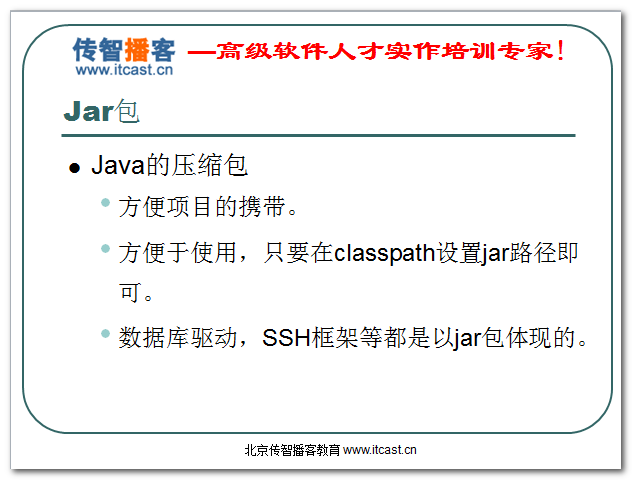 传智播客 —高级软件人才实作培训专家!
www.itcast.cn
Jar包
Java的压缩包
方便项目的携带。
方便于使用，只要在classpath设置jar路径即
可。
数据库驱动，SSH框架等都是以jar包体现的。
北京传智播客教育 www.itcast.cn